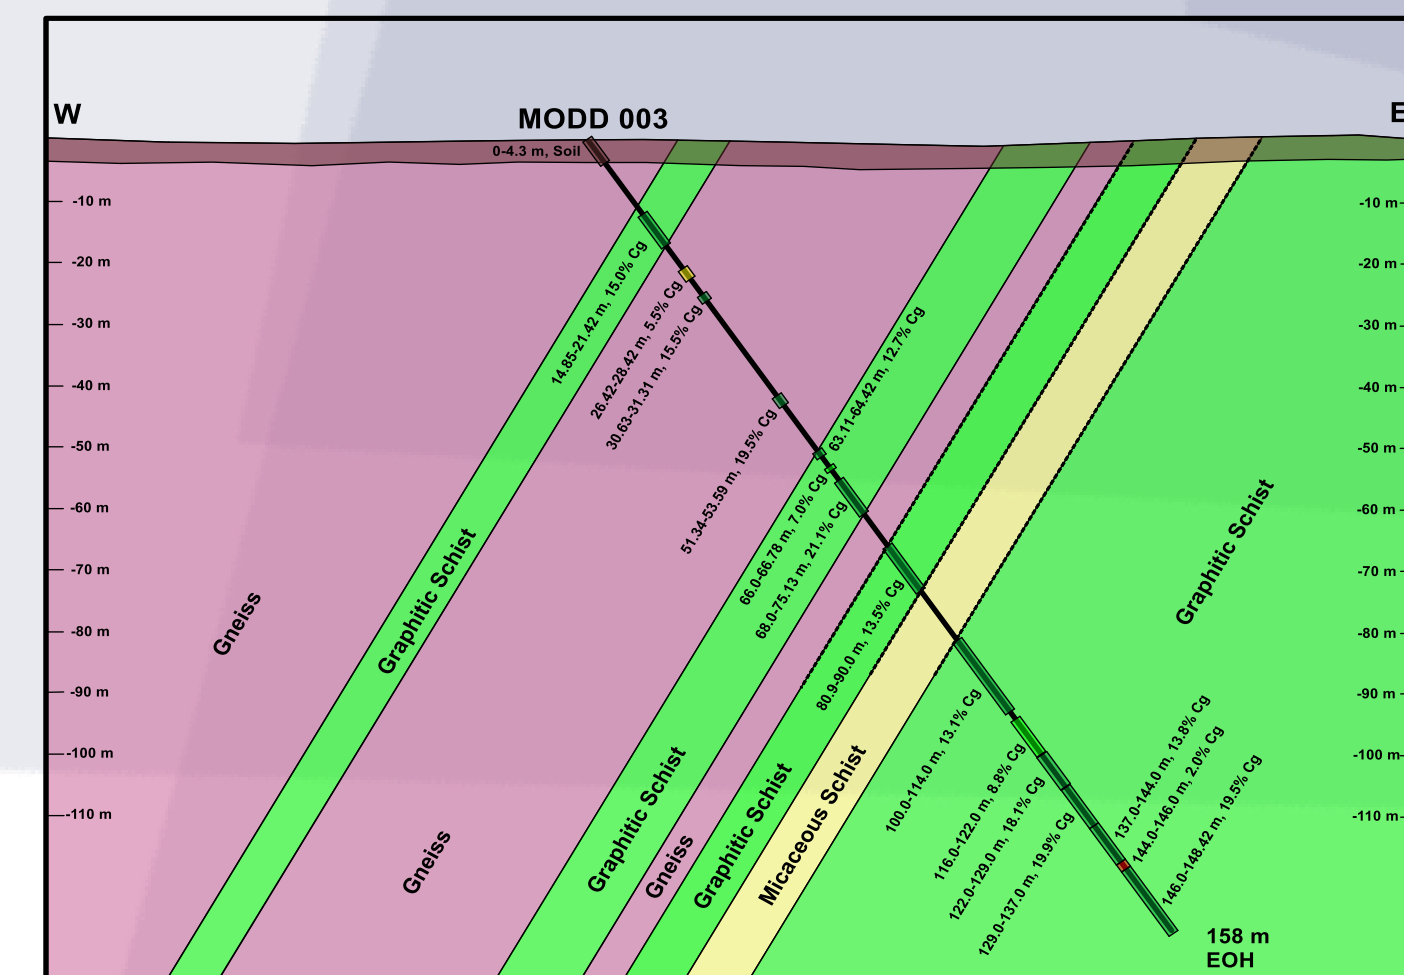 W
MODD 003
E
0-4.3 m, Soil
-10 m
-20 m
-30 m
-40 m
-50 m
-60 m
-70 m
-80 m
-90 m
-100 m
-110 m
-10 m
-20 m
-30 m
-40 m
-50 m
-60 m
-70 m
-80 m
-90 m
-100 m
-110 m
14.85-21.42 m, 15.0% Cg
26.42-28.42 m, 5.5% Cg
30.63-31.31 m, 15.5% Cg
51.34-53.59 m, 19.5% Cg
63.11-64.42 m, 12.7% Cg
66.0-66.78 m, 7.0% Cg
68.0-75.13 m, 21.1% Cg
80.9-90.0 m, 13.5% Cg
100.0-114.0 m, 13.1% Cg
116.0-122.0 m, 8.8% Cg
122.0-129.0 m, 18.1% Cg
129.0-137.0 m, 19.9% Cg
137.0-144.0 m, 13.8% Cg
144.0-146.0 m, 2.0% Cg
146.0-148.42 m, 19.5% Cg
Gneiss
Graphitic Schist
Gneiss
Graphitic Schist
Gneiss
Graphitic Schist
Micaceous Schist
Graphitic Schist
158 m
EOH